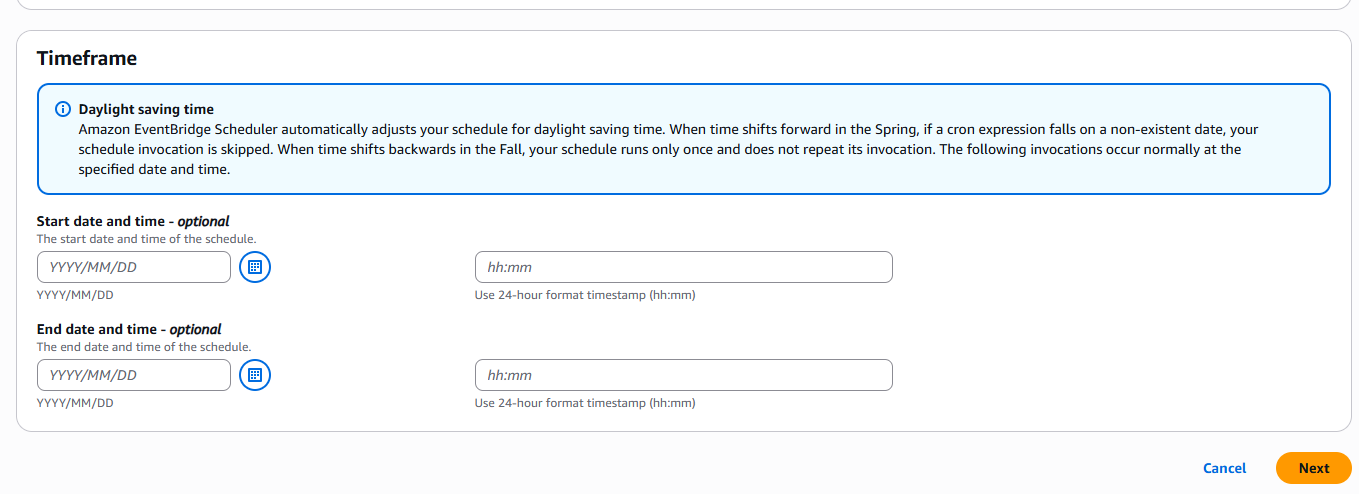 Timeframe
Daylight saving time
Amazon EventBridge Scheduler automatically adjusts your schedule for daylight saving time. When time shifts forward in the Spring, if a cron expression falls on a non-existent date, your
schedule invocation is skipped. When time shifts backwards in the Fall, your schedule runs only once and does not repeat its invocation. The following invocations occur normally at the
specified date and time.
Start date and time - optional
The start date and time of the schedule.
YYYY/MM/DD hh:mm
YYYY/MM/DD Use 24-hour format timestamp (hh:mm)
End date and time - optional
The end date and time of the schedule.
YYYY/MM/DD hh:mm
YYYY/MM/DD Use 24-hour format timestamp (hh:mm)
Cancel Next